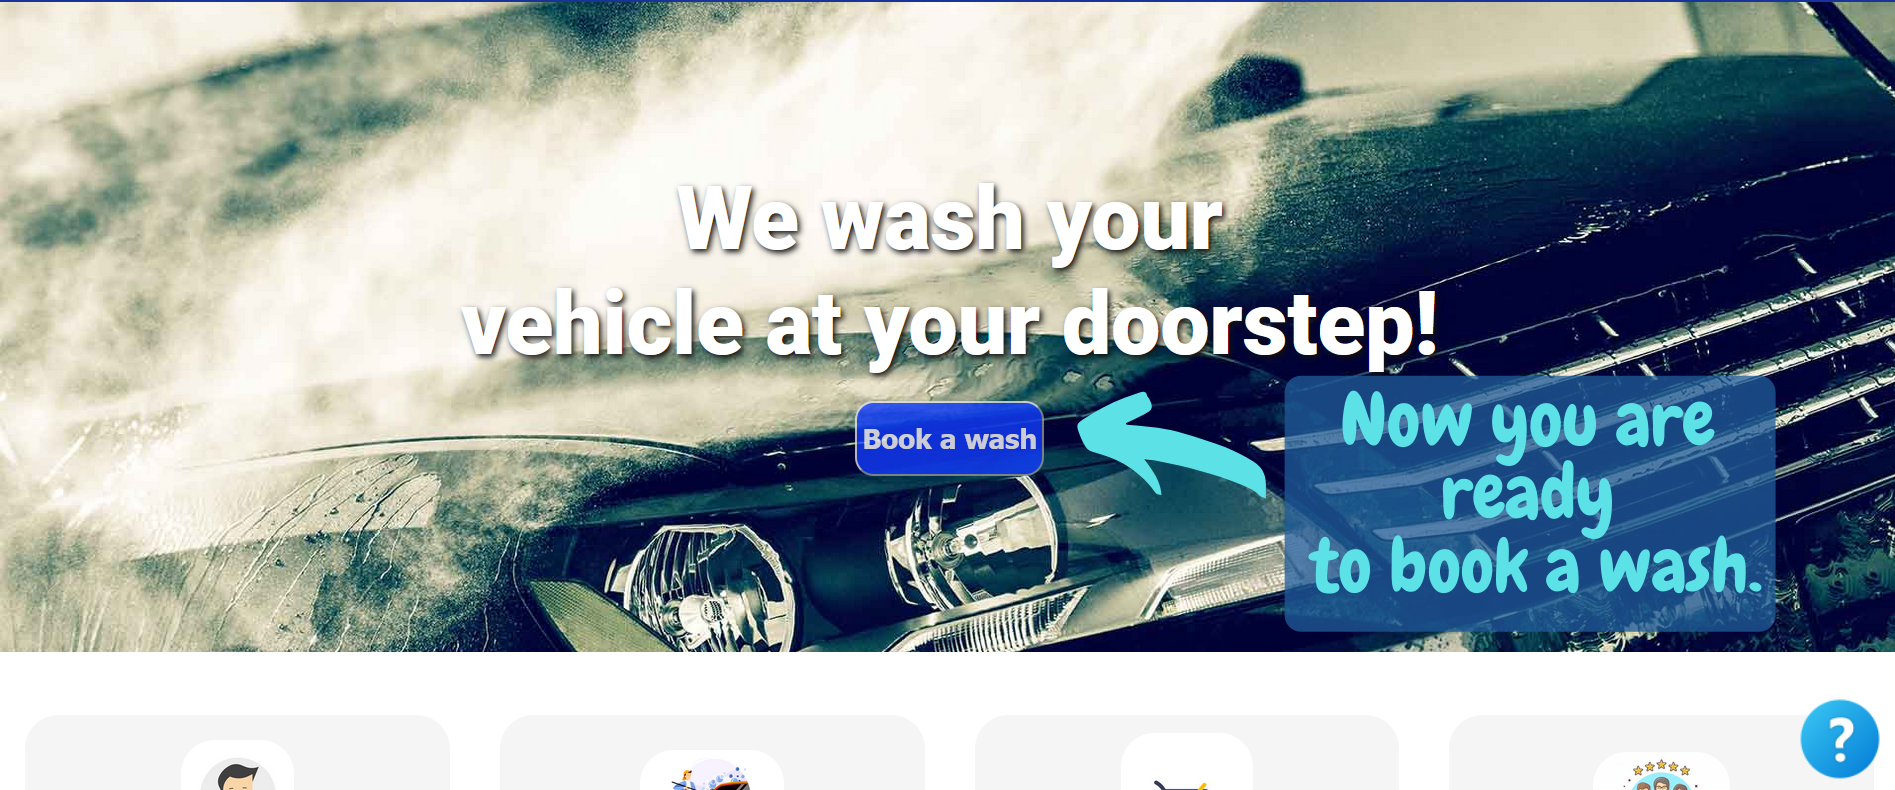 We wash your
vehicle at your doorstep!
Book a wash
Now you are
ready
to book a wash.
?